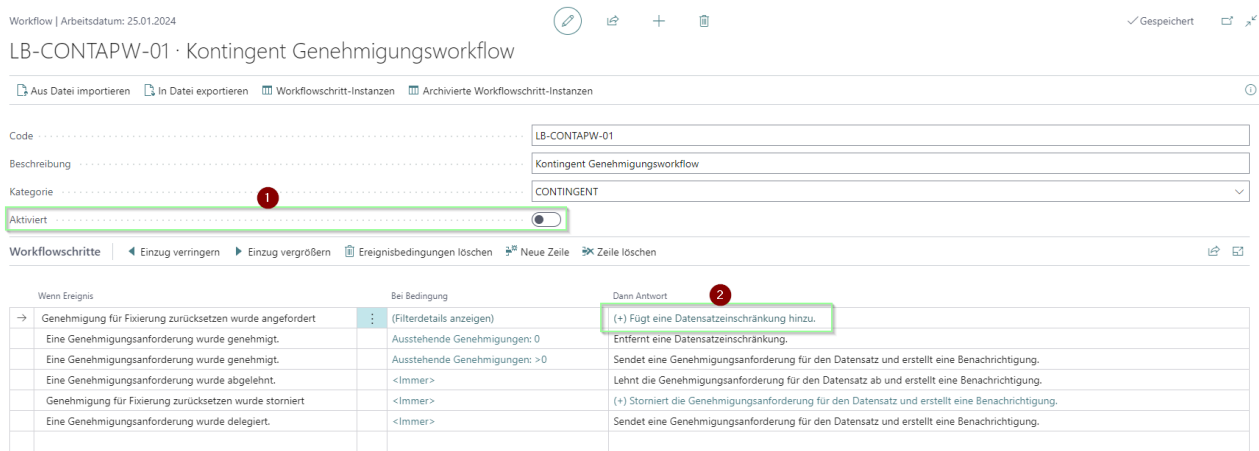 Workflow | Arbeitsdatum: 25.01.2024
Gespeichert
LB-CONTAPW-01 · Kontingent Genehmigungsworkflow
Aus Datei importieren In Datei exportieren Workflowschritt-Instanzen Archivierte Workflowschritt-Instanzen
Code LB-CONTAPW-01
Beschreibung Kontingent Genehmigungsworkflow
Kategorie CONTINGENT
1
Aktiviert
Workflowschritte Einzug verringern Einzug vergrößern Ereignisbedingungen löschen Neue Zeile Zeile löschen
Wenn Ereignis Bei Bedingung Dann Antwort 2
Genehmigung für Fixierung zurücksetzen wurde angefordert (Filterdetails anzeigen) (+) Fügt eine Datensatzeinschränkung hinzu.
Eine Genehmigungsanforderung wurde genehmigt. Ausstehende Genehmigungen: 0 Entfernt eine Datensatzeinschränkung.
Eine Genehmigungsanforderung wurde genehmigt. Ausstehende Genehmigungen: >0 Sendet eine Genehmigungsanforderung für den Datensatz und erstellt eine Benachrichtigung.
Eine Genehmigungsanforderung wurde abgelehnt. <Immer> Lehnt die Genehmigungsanforderung für den Datensatz ab und erstellt eine Benachrichtigung.
Genehmigung für Fixierung zurücksetzen wurde storniert <Immer> (+) Storniert die Genehmigungsanforderung für den Datensatz und erstellt eine Benachrichtigung.
Eine Genehmigungsanforderung wurde delegiert. <Immer> Sendet eine Genehmigungsanforderung für den Datensatz und erstellt eine Benachrichtigung.